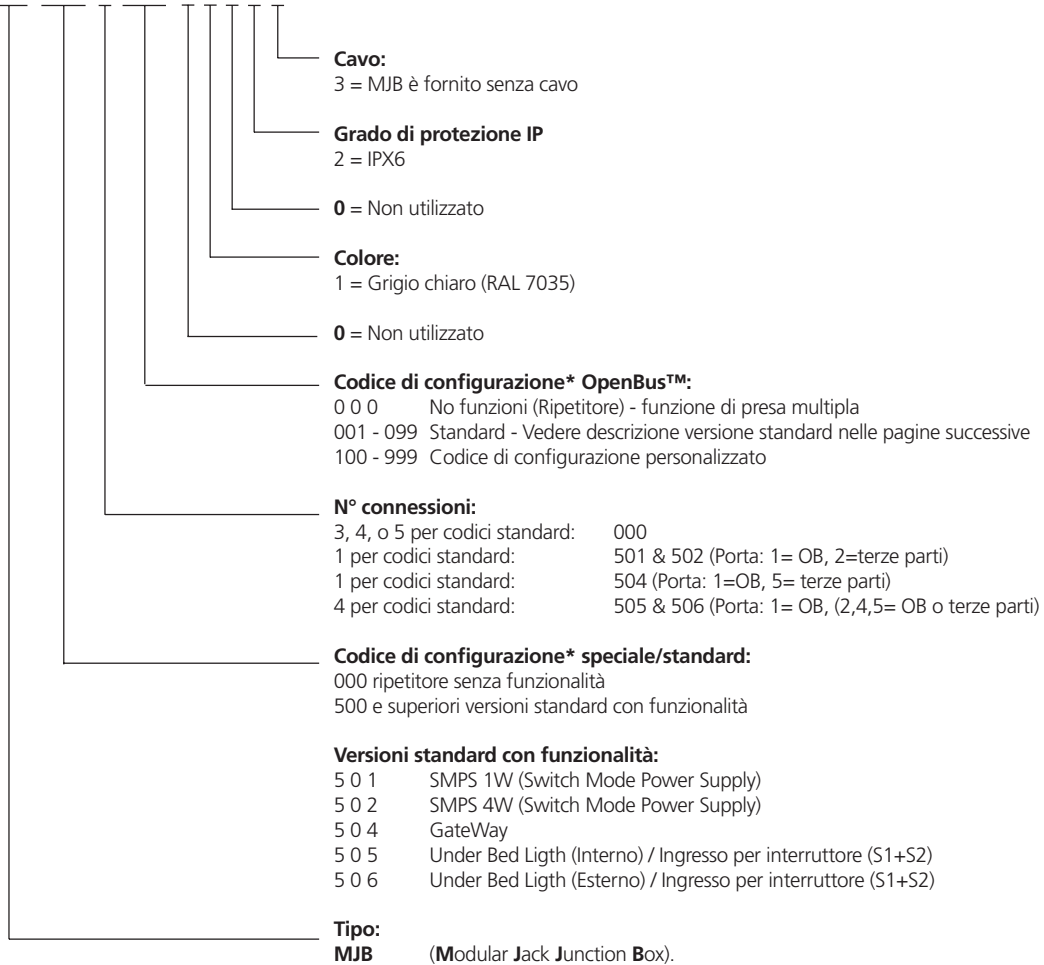 Cavo:
3 = MJB è fornito senza cavo
Grado di protezione IP
2 = IPX6
0 = Non utilizzato
Colore:
1 = Grigio chiaro (RAL 7035)
0 = Non utilizzato
Codice di configurazione* OpenBus™:
0 0 0 No funzioni (Ripetitore) - funzione di presa multipla
001 - 099 Standard - Vedere descrizione versione standard nelle pagine successive
100 - 999 Codice di configurazione personalizzato
N° connessioni:
3, 4, o 5 per codici standard: 000
1 per codici standard: 501 & 502 (Porta: 1= OB, 2=terze parti)
1 per codici standard: 504 (Porta: 1=OB, 5= terze parti)
4 per codici standard: 505 & 506 (Porta: 1= OB, (2,4,5= OB o terze parti)
Codice di configurazione* speciale/standard:
000 ripetitore senza funzionalità
500 e superiori versioni standard con funzionalità
Versioni standard con funzionalità:
5 0 1 SMPS 1W (Switch Mode Power Supply)
5 0 2 SMPS 4W (Switch Mode Power Supply)
5 0 4 GateWay
5 0 5 Under Bed Ligth (Interno) / Ingresso per interruttore (S1+S2)
5 0 6 Under Bed Ligth (Esterno) / Ingresso per interruttore (S1+S2)
Tipo:
MJB (Modular Jack Junction Box).